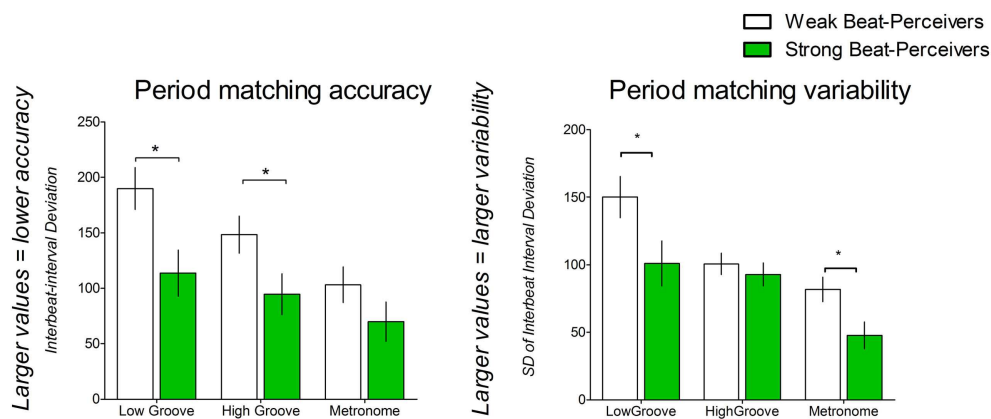 Weak Beat-Perceivers
Strong Beat-Perceivers
Larger values = lower accuracy
Period matching accuracy
Interbeat-interval Deviation
250
200
150
100
50
0
*
*
Low Groove High Groove Metronome
Larger values = larger variability
Period matching variability
SD of Interbeat Interval Deviation
200
150
100
50
0
*
*
LowGroove HighGroove Metronome